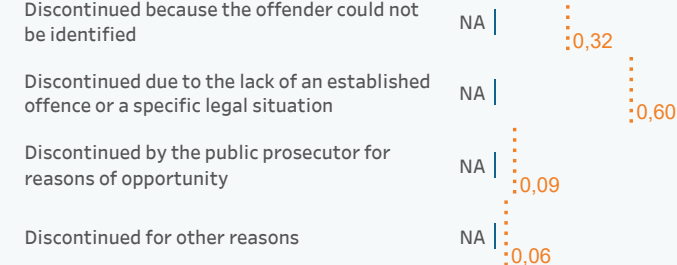 Discontinued because the offender could not
be identified
NA
0,32
Discontinued due to the lack of an established
offence or a specific legal situation
NA
0,60
Discontinued by the public prosecutor for
reasons of opportunity
NA
0,09
Discontinued for other reasons
NA
0,06